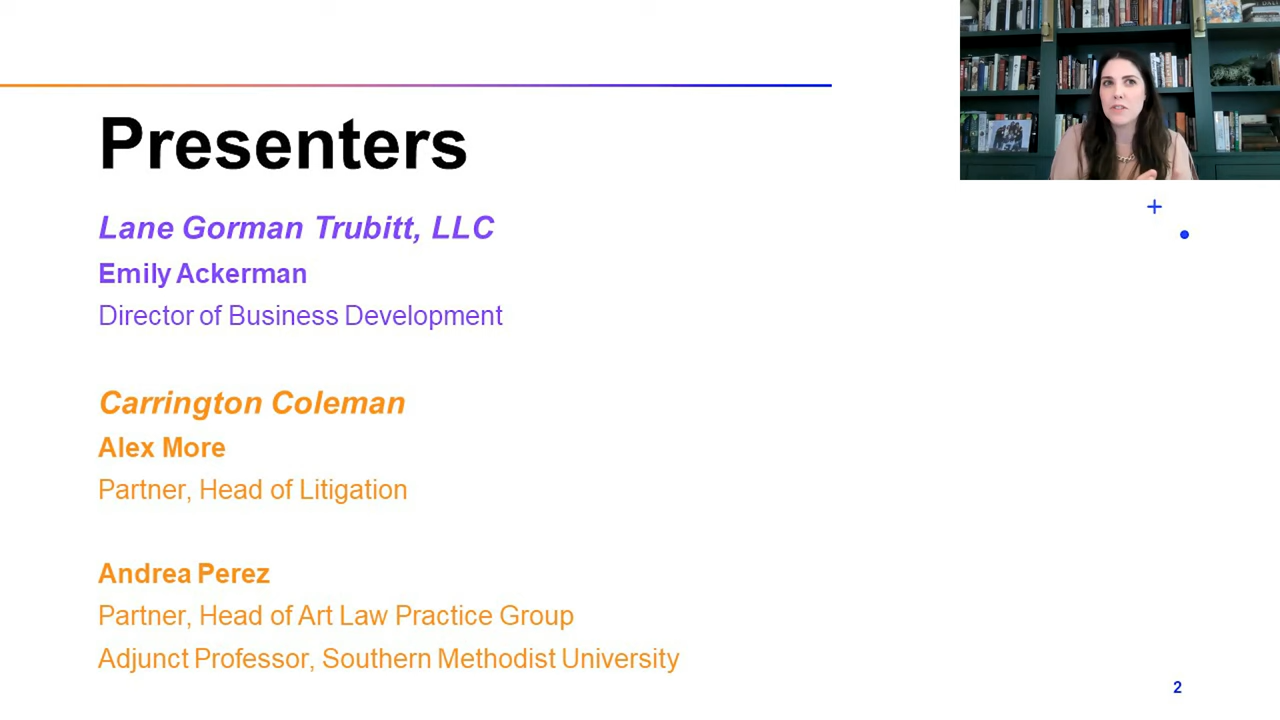 Presenters
Lane Gorman Trubitt, LLC
Emily Ackerman
Director of Business Development
Carrington Coleman
Alex More
Partner, Head of Litigation
Andrea Perez
Partner, Head of Art Law Practice Group
Adjunct Professor, Southern Methodist University
2